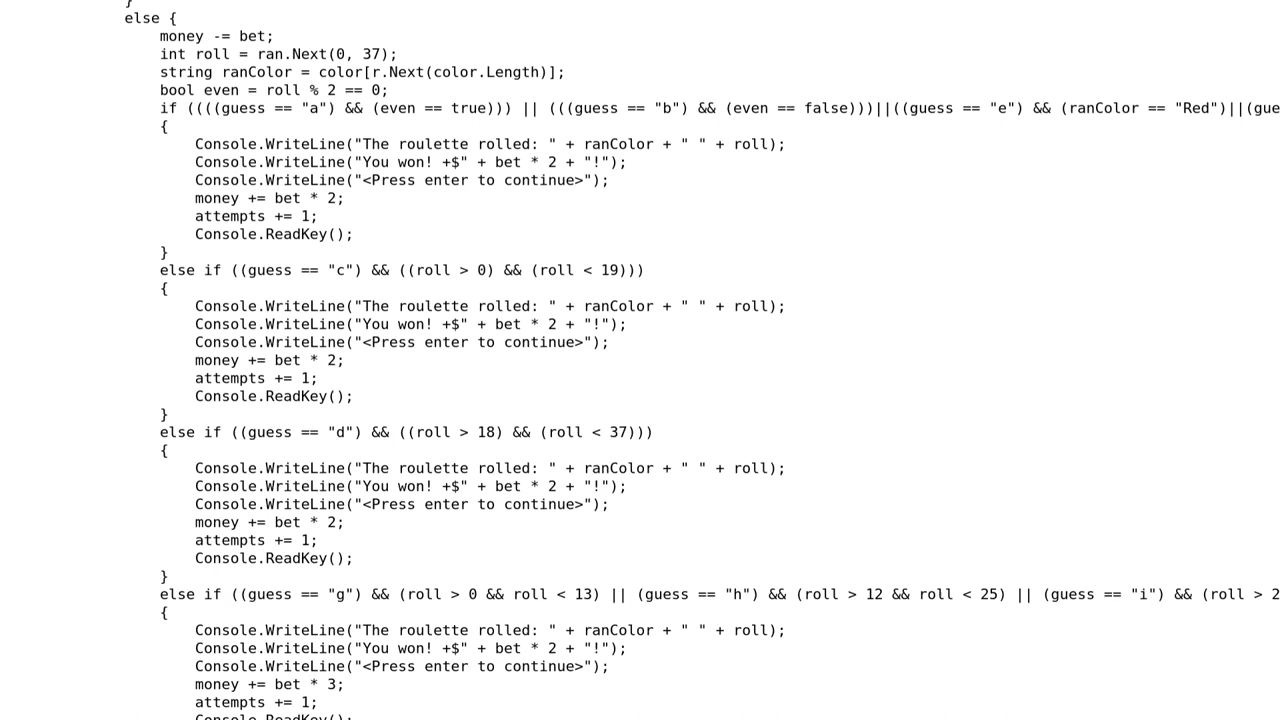 }
else {
money -= bet;
int roll = ran.Next(0, 37);
string ranColor = color[r.Next(color.Length)];
bool even = roll % 2 == 0;
if ((((guess == "a") && (even == true))) || (((guess == "b") && (even == false)))||((guess == "e") && (ranColor == "Red")||(gue
{
Console.WriteLine("The roulette rolled: " + ranColor + " " + roll);
Console.WriteLine("You won! +$" + bet * 2 + "!");
Console.WriteLine("<Press enter to continue>");
money += bet * 2;
attempts += 1;
Console.ReadKey();
}
else if ((guess == "c") && ((roll > 0) && (roll < 19)))
{
Console.WriteLine("The roulette rolled: " + ranColor + " " + roll);
Console.WriteLine("You won! +$" + bet * 2 + "!");
Console.WriteLine("<Press enter to continue>");
money += bet * 2;
attempts += 1;
Console.ReadKey();
}
else if ((guess == "d") && ((roll > 18) && (roll < 37)))
{
Console.WriteLine("The roulette rolled: " + ranColor + " " + roll);
Console.WriteLine("You won! +$" + bet * 2 + "!");
Console.WriteLine("<Press enter to continue>");
money += bet * 2;
attempts += 1;
Console.ReadKey();
}
else if ((guess == "g") && (roll > 0 && roll < 13) || (guess == "h") && (roll > 12 && roll < 25) || (guess == "i") && (roll > 2
{
Console.WriteLine("The roulette rolled: " + ranColor + " " + roll);
Console.WriteLine("You won! +$" + bet * 2 + "!");
Console.WriteLine("<Press enter to continue>");
money += bet * 3;
attempts += 1;
Console.ReadKey();